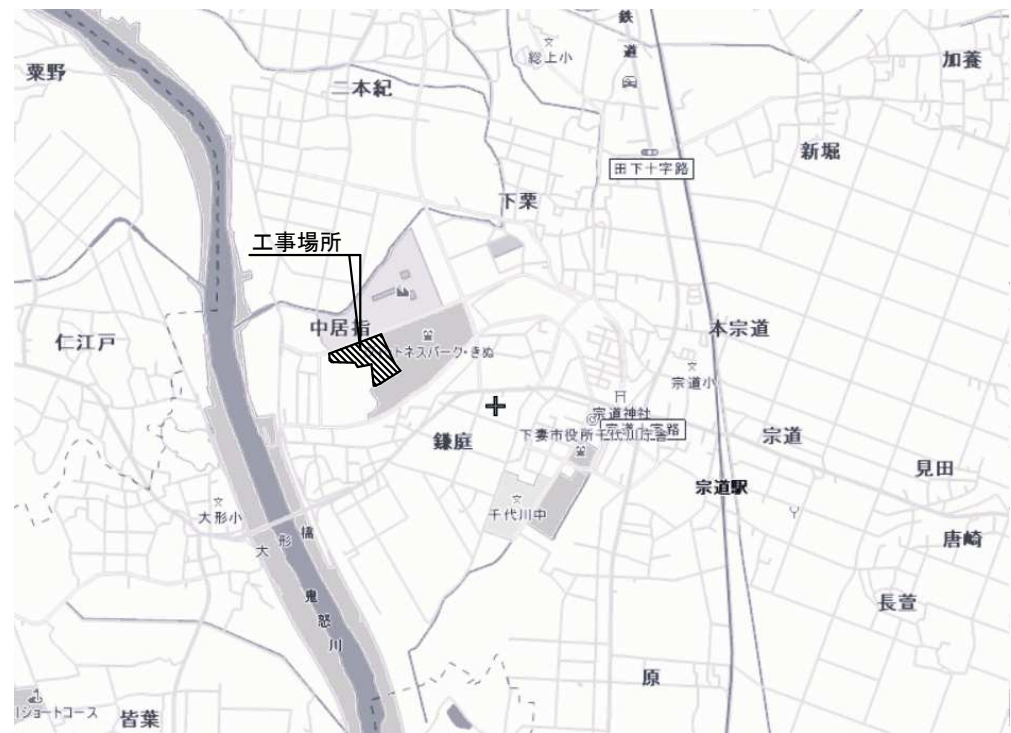 鉄
道
総上小
加養
粟野
二本紀
新堀
田下十字路
下栗
工事場所
中居指
仁江戸
トネスパーク・きぬ
本宗道
宗道小
宗道神社
宗道十字路
下妻市役所千代川庁舎
鎌庭
宗道
見田
宗道駅
千代川中
大形小
大形橋
唐崎
鬼
怒
川
長萱
原
ショートコース
皆葉